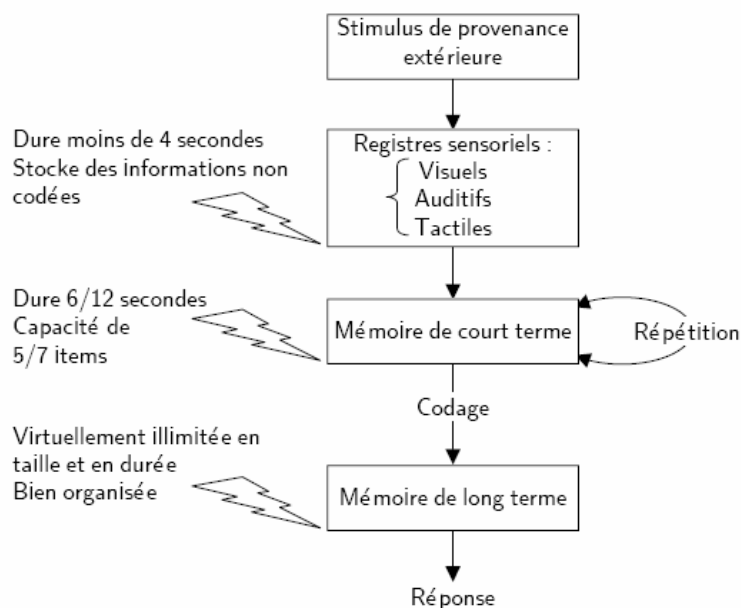 Stimulus de provenance
extérieure
Dure moins de 4 secondes
Stocke des informations non
codées
Registres sensoriels :
Visuels
Auditifs
Tactiles
Dure 6/12 secondes
Capacité de
5/7 items
Mémoire de court terme
Répétition
Codage
Virtuellement illimitée en
taille et en durée
Bien organisée
Mémoire de long terme
Réponse